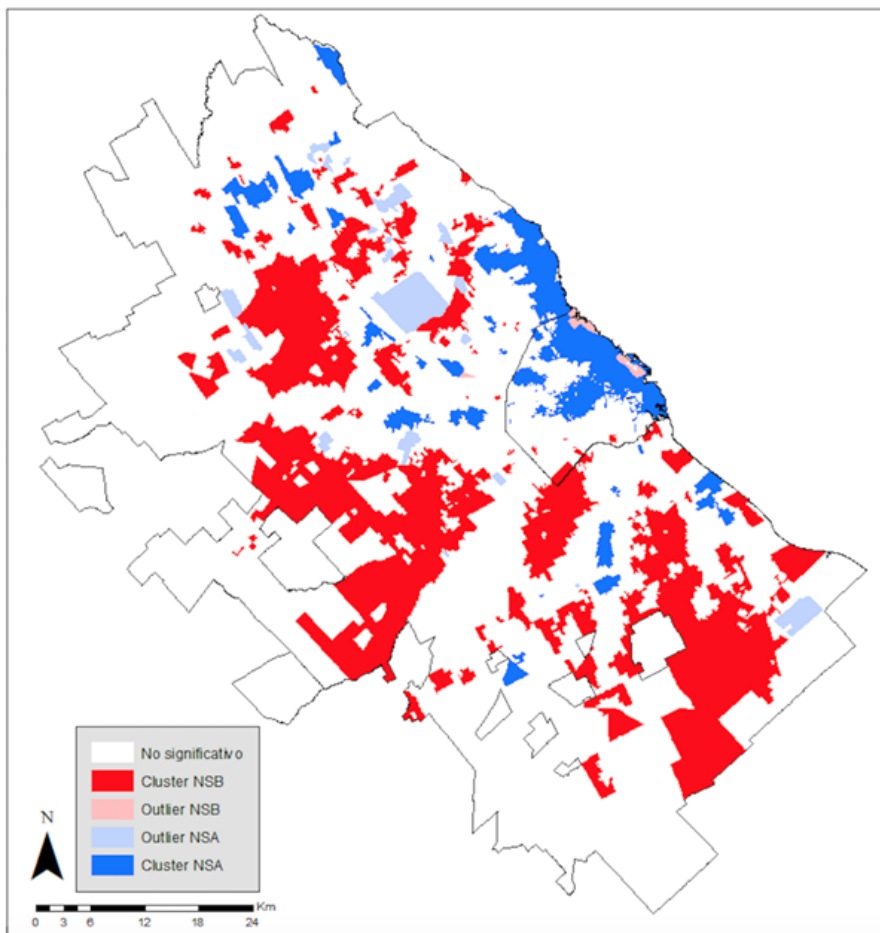 No significativo
Cluster NSB
Outlier NSB
Outlier NSA
Cluster NSA
N
Km
0 3 6 12 18 24